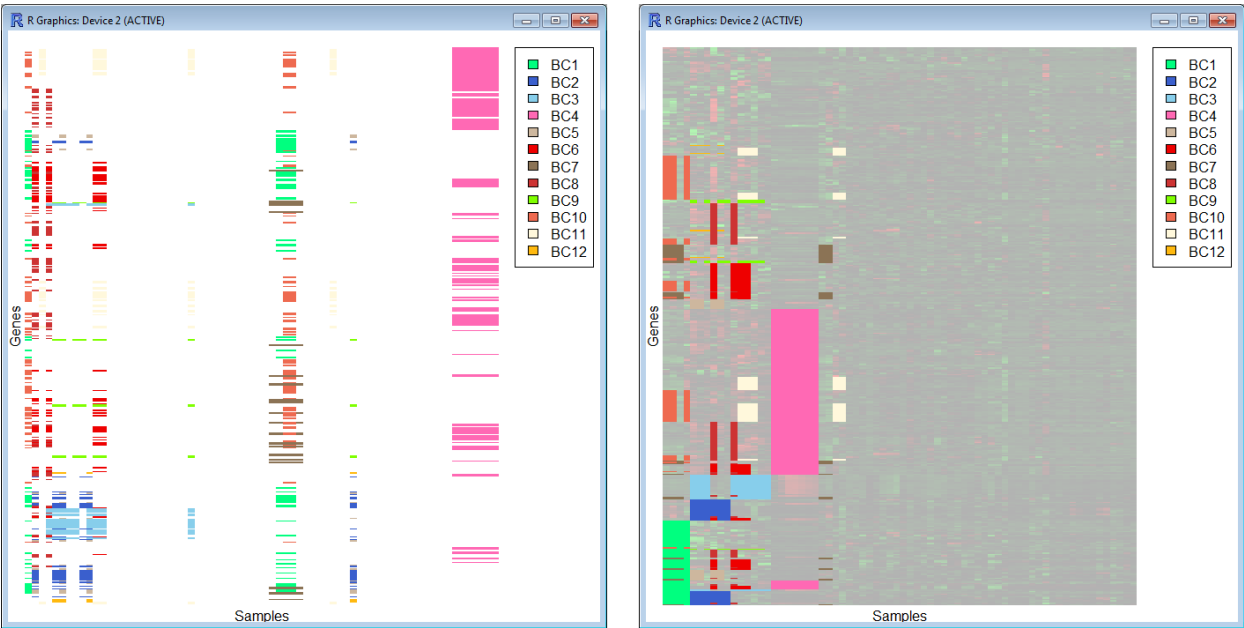 R Graphics: Device 2 (ACTIVE)
BC1
BC2
BC3
BC4
BC5
BC6
BC7
BC8
BC9
BC10
BC11
BC12
Genes
Samples
R Graphics: Device 2 (ACTIVE)
BC1
BC2
BC3
BC4
BC5
BC6
BC7
BC8
BC9
BC10
BC11
BC12
Genes
Samples